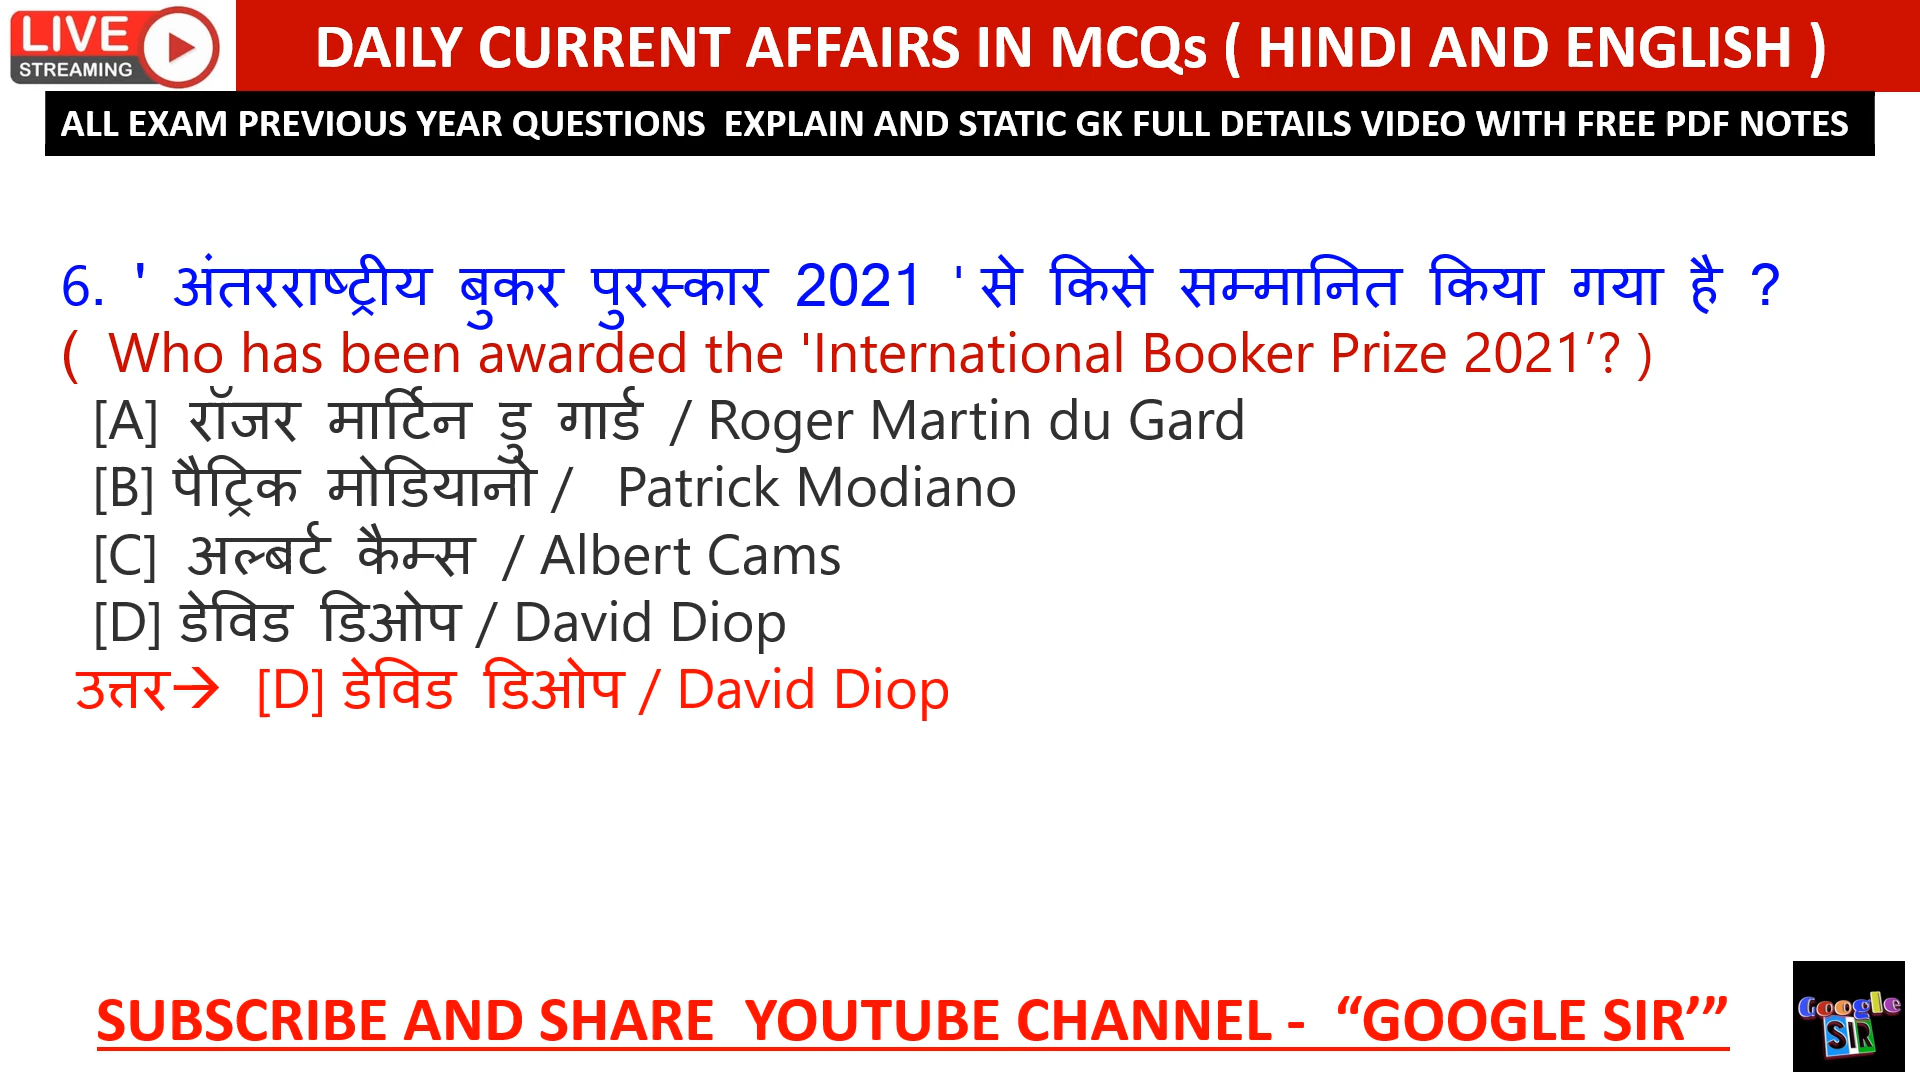 LIVE
STREAMING
DAILY CURRENT AFFAIRS IN MCQs ( HINDI AND ENGLISH )
ALL EXAM PREVIOUS YEAR QUESTIONS EXPLAIN AND STATIC GK FULL DETAILS VIDEO WITH FREE PDF NOTES
6. ' अंतरराष्ट्रीय बुकर पुरस्कार 2021 ' से किसे सम्मानित किया गया है ?
( Who has been awarded the 'International Booker Prize 2021’? )
[A] रॉजर मार्टिन डु गार्ड / Roger Martin du Gard
[B] पैट्रिक मोडियानो / Patrick Modiano
[C] अल्बर्ट कैम्स / Albert Cams
[D] डेविड डिओप / David Diop
उत्तर→ [D] डेविड डिओप / David Diop
SUBSCRIBE AND SHARE YOUTUBE CHANNEL - “GOOGLE SIR’”
Google
SIR